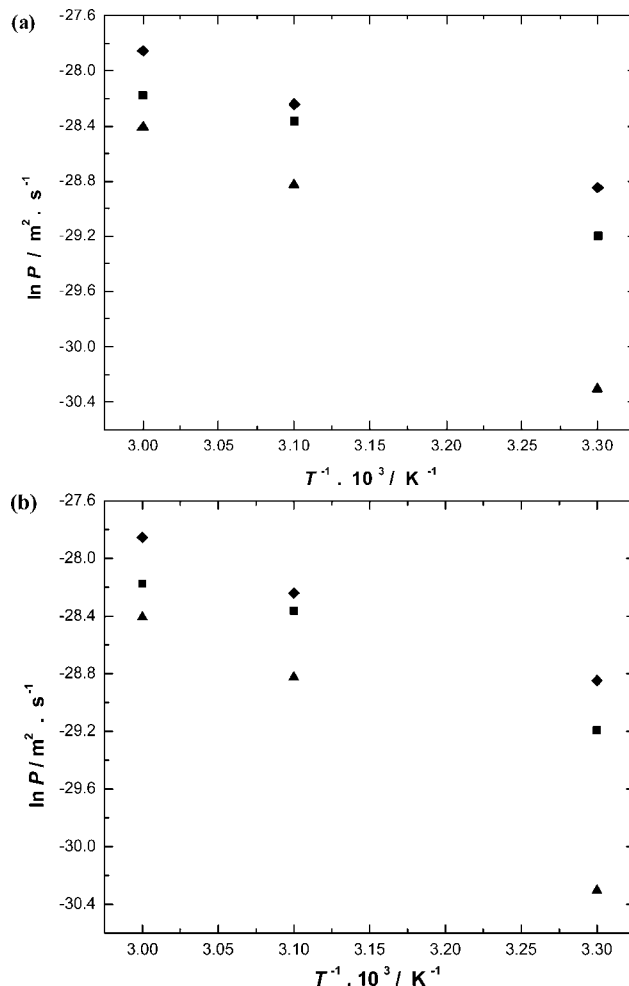 (a)
-27.6
-28.0
-28.4
-28.8
-29.2
-29.6
-30.0
-30.4
ln P / m² . s⁻¹
3.00 3.05 3.10 3.15 3.20 3.25 3.30
T⁻¹ . 10³ / K⁻¹
(b)
-27.6
-28.0
-28.4
-28.8
-29.2
-29.6
-30.0
-30.4
ln P / m² . s⁻¹
3.00 3.05 3.10 3.15 3.20 3.25 3.30
T⁻¹ . 10³ / K⁻¹